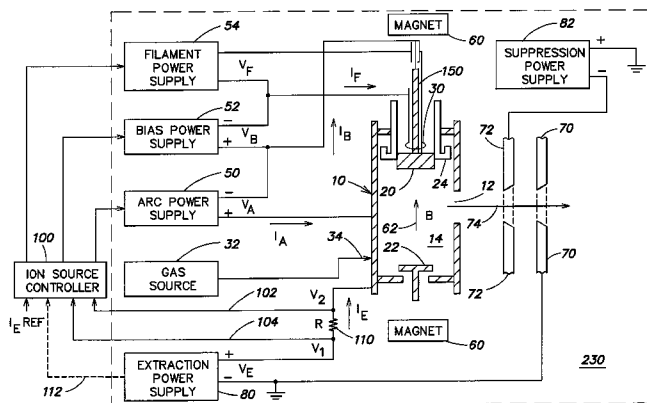 54
FILAMENT POWER SUPPLY
V_F
I_F
MAGNET
60
150
30
82
SUPPRESSION POWER SUPPLY
+
−
52
BIAS POWER SUPPLY
−
+
V_B
I_B
72
70
10
20
24
12
50
ARC POWER SUPPLY
−
+
V_A
I_A
62
B
74
14
32
GAS SOURCE
34
22
72
70
100
ION SOURCE CONTROLLER
102
V_2
I_E
R
110
104
V_1
I_E REF
MAGNET
60
112
EXTRACTION POWER SUPPLY
+
−
V_E
80
230